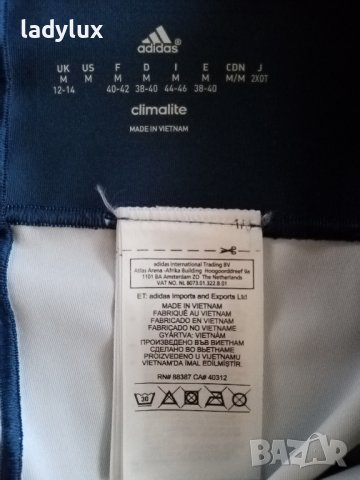 ladylux
adidas
UK US F D I E CDN J
M M M M M M M/M 2XOT
12-14 40-42 38-40 44-46 38-40
climalite
MADE IN VIETNAM
adidas International Trading BV
Atlas Arena -Afrika Building Hoogoorddreef 9a
1101 BA Amsterdam ZO The Netherlands
VAT NO. NL 8073.01.322.B.01
ET: adidas Imports and Exports Ltd
MADE IN VIETNAM
FABRIQUÉ AU VIETNAM
FABRICADO EN VIETNAM
FABRICADO NO VIETNAME
GYÁRTVA: VIETNAM
ПРОИЗВЕДЕНО ВЪВ ВИЕТНАМ
СДЕЛАНО ВО ВЬЕТНАМЕ
PROIZVEDENO U VIJETNAMU
VIETNAM'DA IMAL EDILMIŞTIR
RN# 88387 CA# 40312
30
BAZAR